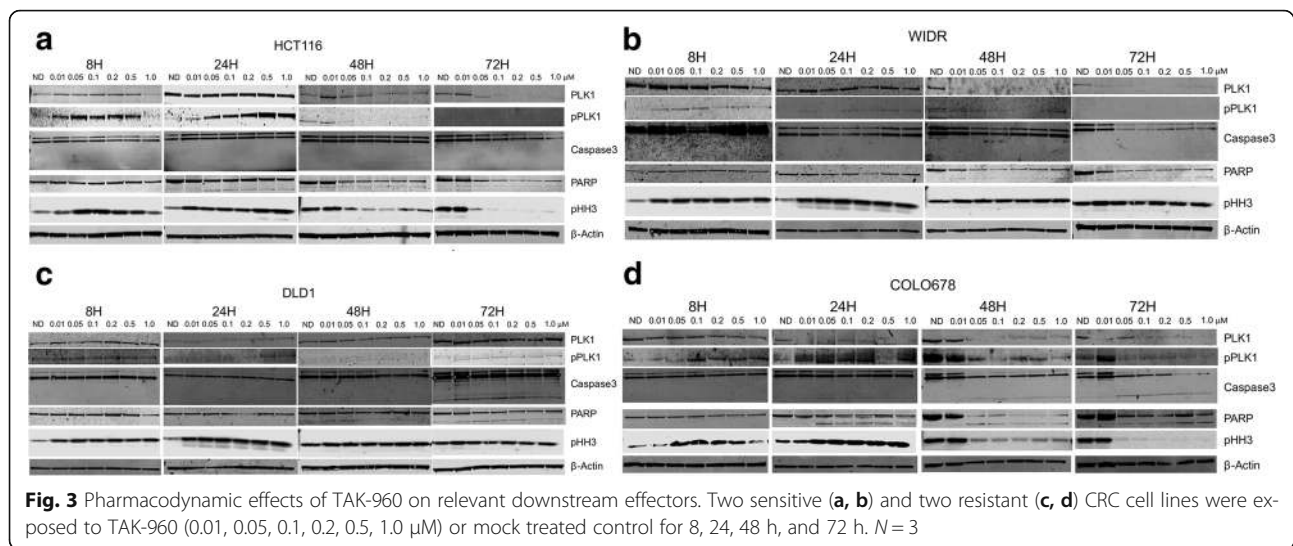 a
HCT116
8H 24H 48H 72H
ND 0.01 0.05 0.1 0.2 0.5 1.0 ND 0.01 0.05 0.1 0.2 0.5 1.0 ND 0.01 0.05 0.1 0.2 0.5 1.0 ND 0.01 0.05 0.1 0.2 0.5 1.0 μM
PLK1
pPLK1
Caspase3
PARP
pHH3
β-Actin
b
WIDR
8H 24H 48H 72H
ND 0.01 0.05 0.1 0.2 0.5 1.0 ND 0.01 0.05 0.1 0.2 0.5 1.0 ND 0.01 0.05 0.1 0.2 0.5 1.0 ND 0.01 0.05 0.1 0.2 0.5 1.0 μM
PLK1
pPLK1
Caspase3
PARP
pHH3
β-Actin
c
DLD1
8H 24H 48H 72H
ND 0.01 0.05 0.1 0.2 0.5 1.0 ND 0.01 0.05 0.1 0.2 0.5 1.0 ND 0.01 0.05 0.1 0.2 0.5 1.0 ND 0.01 0.05 0.1 0.2 0.5 1.0 μM
PLK1
pPLK1
Caspase3
PARP
pHH3
β-Actin
d
COLO678
8H 24H 48H 72H
ND 0.01 0.05 0.1 0.2 0.5 1.0 ND 0.01 0.05 0.1 0.2 0.5 1.0 ND 0.01 0.05 0.1 0.2 0.5 1.0 ND 0.01 0.05 0.1 0.2 0.5 1.0 μM
PLK1
pPLK1
Caspase3
PARP
pHH3
β-Actin
Fig. 3 Pharmacodynamic effects of TAK-960 on relevant downstream effectors. Two sensitive (a, b) and two resistant (c, d) CRC cell lines were ex-
posed to TAK-960 (0.01, 0.05, 0.1, 0.2, 0.5, 1.0 μM) or mock treated control for 8, 24, 48 h, and 72 h. N = 3